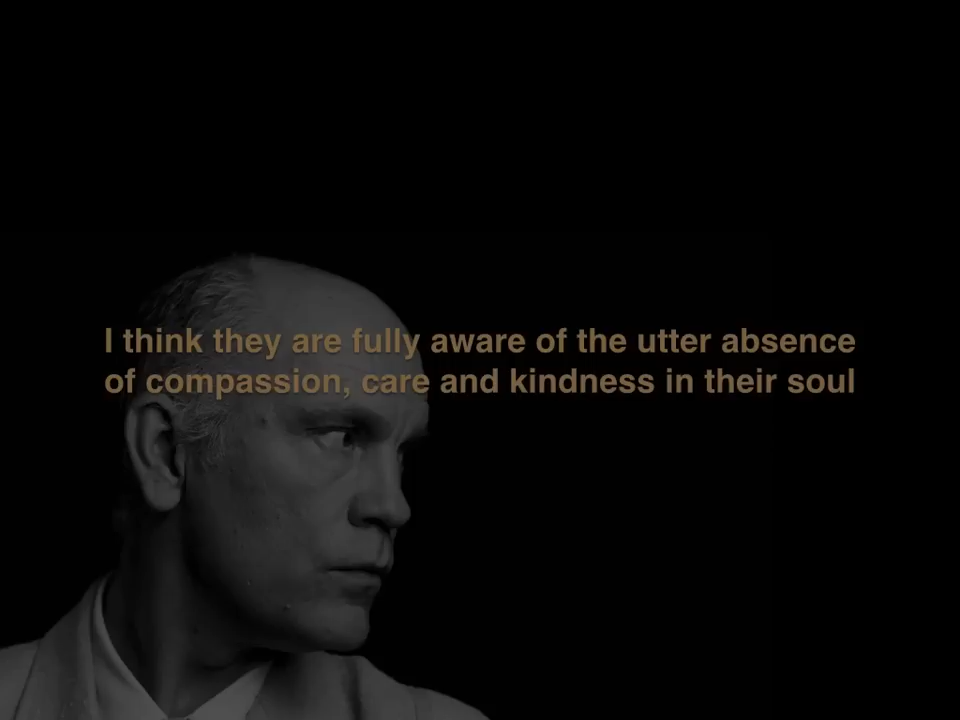 I think they are fully aware of the utter absence
of compassion, care and kindness in their soul